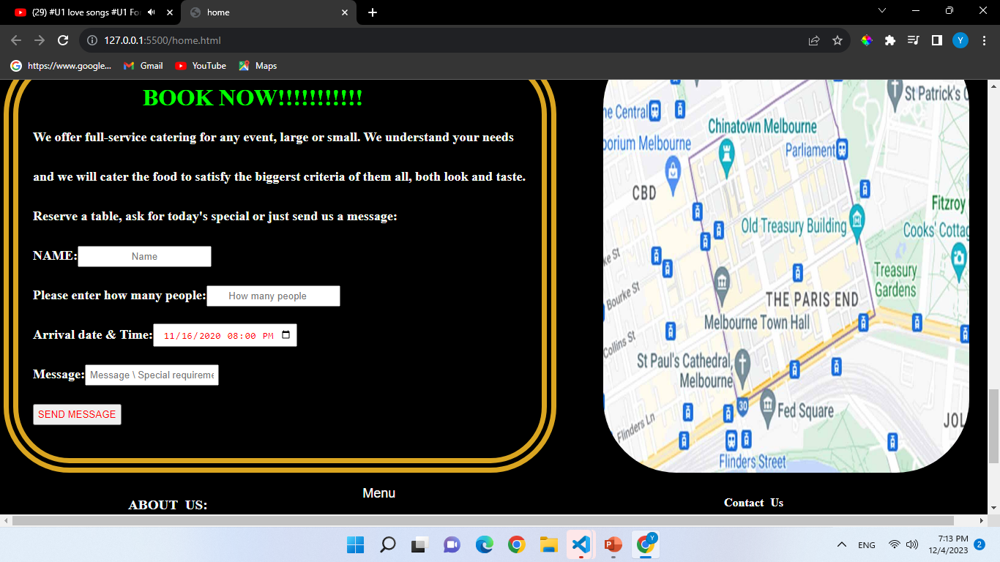 (29) #U1 love songs #U1 For
home
127.0.0.1:5500/home.html
Y
https://www.google...
Gmail
YouTube
Maps
BOOK NOW!!!!!!!!!!!
We offer full-service catering for any event, large or small. We understand your needs
and we will cater the food to satisfy the biggerst criteria of them all, both look and taste.
Reserve a table, ask for today's special or just send us a message:
NAME: Name
Please enter how many people: How many people
Arrival date & Time: 11/16/2020 08:00 PM
Message: Message \ Special requireme
SEND MESSAGE
St Patrick's C
ne Central
Chinatown Melbourne
porium Melbourne
Parliament
CBD
Fitzroy
Old Treasury Building
Cooks' Cottag
ke St
Treasury
Gardens
Bourke St
THE PARIS END
Melbourne Town Hall
Collins St
St Paul's Cathedral,
Melbourne
30
Fed Square
JOL
Flinders Ln
Flinders Street
Menu
ABOUT US:
Contact Us
Y
ENG
7:13 PM
12/4/2023
2